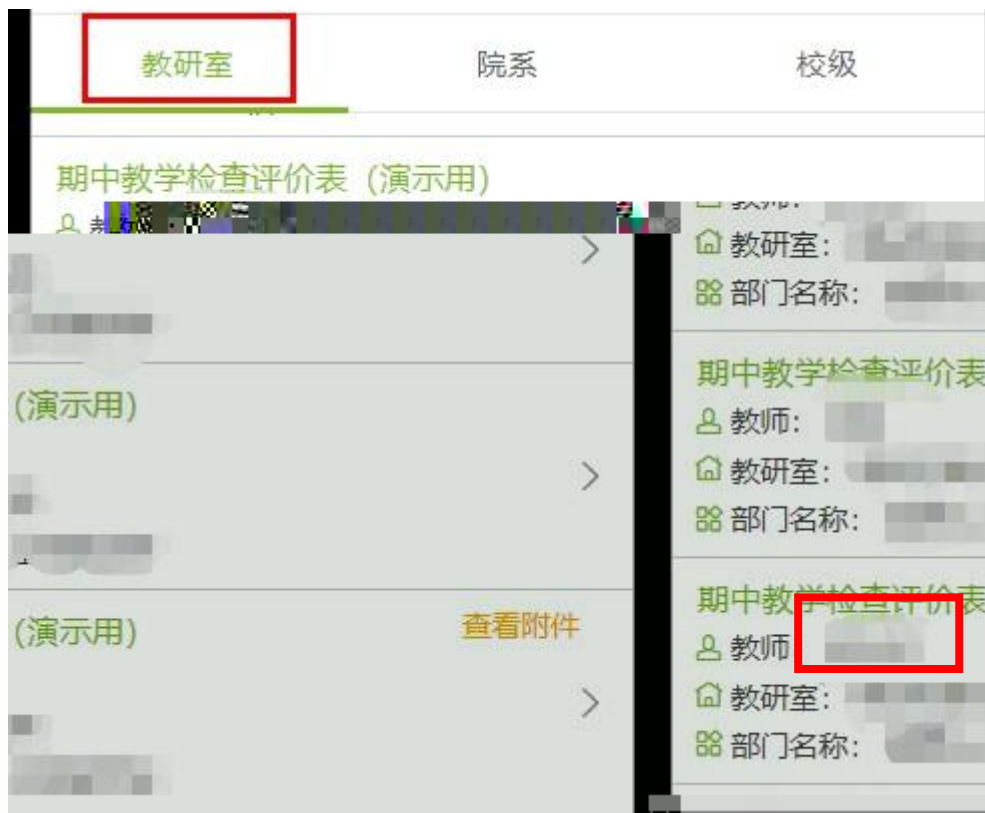 教研室 院系 校级
期中教学检查评价表（演示用）
教研室：
部门名称：
(演示用)
期中教学检查评价表
教师：
教研室：
部门名称：
(演示用) 查看附件
期中教学检查评价表
教师
教研室：
部门名称：